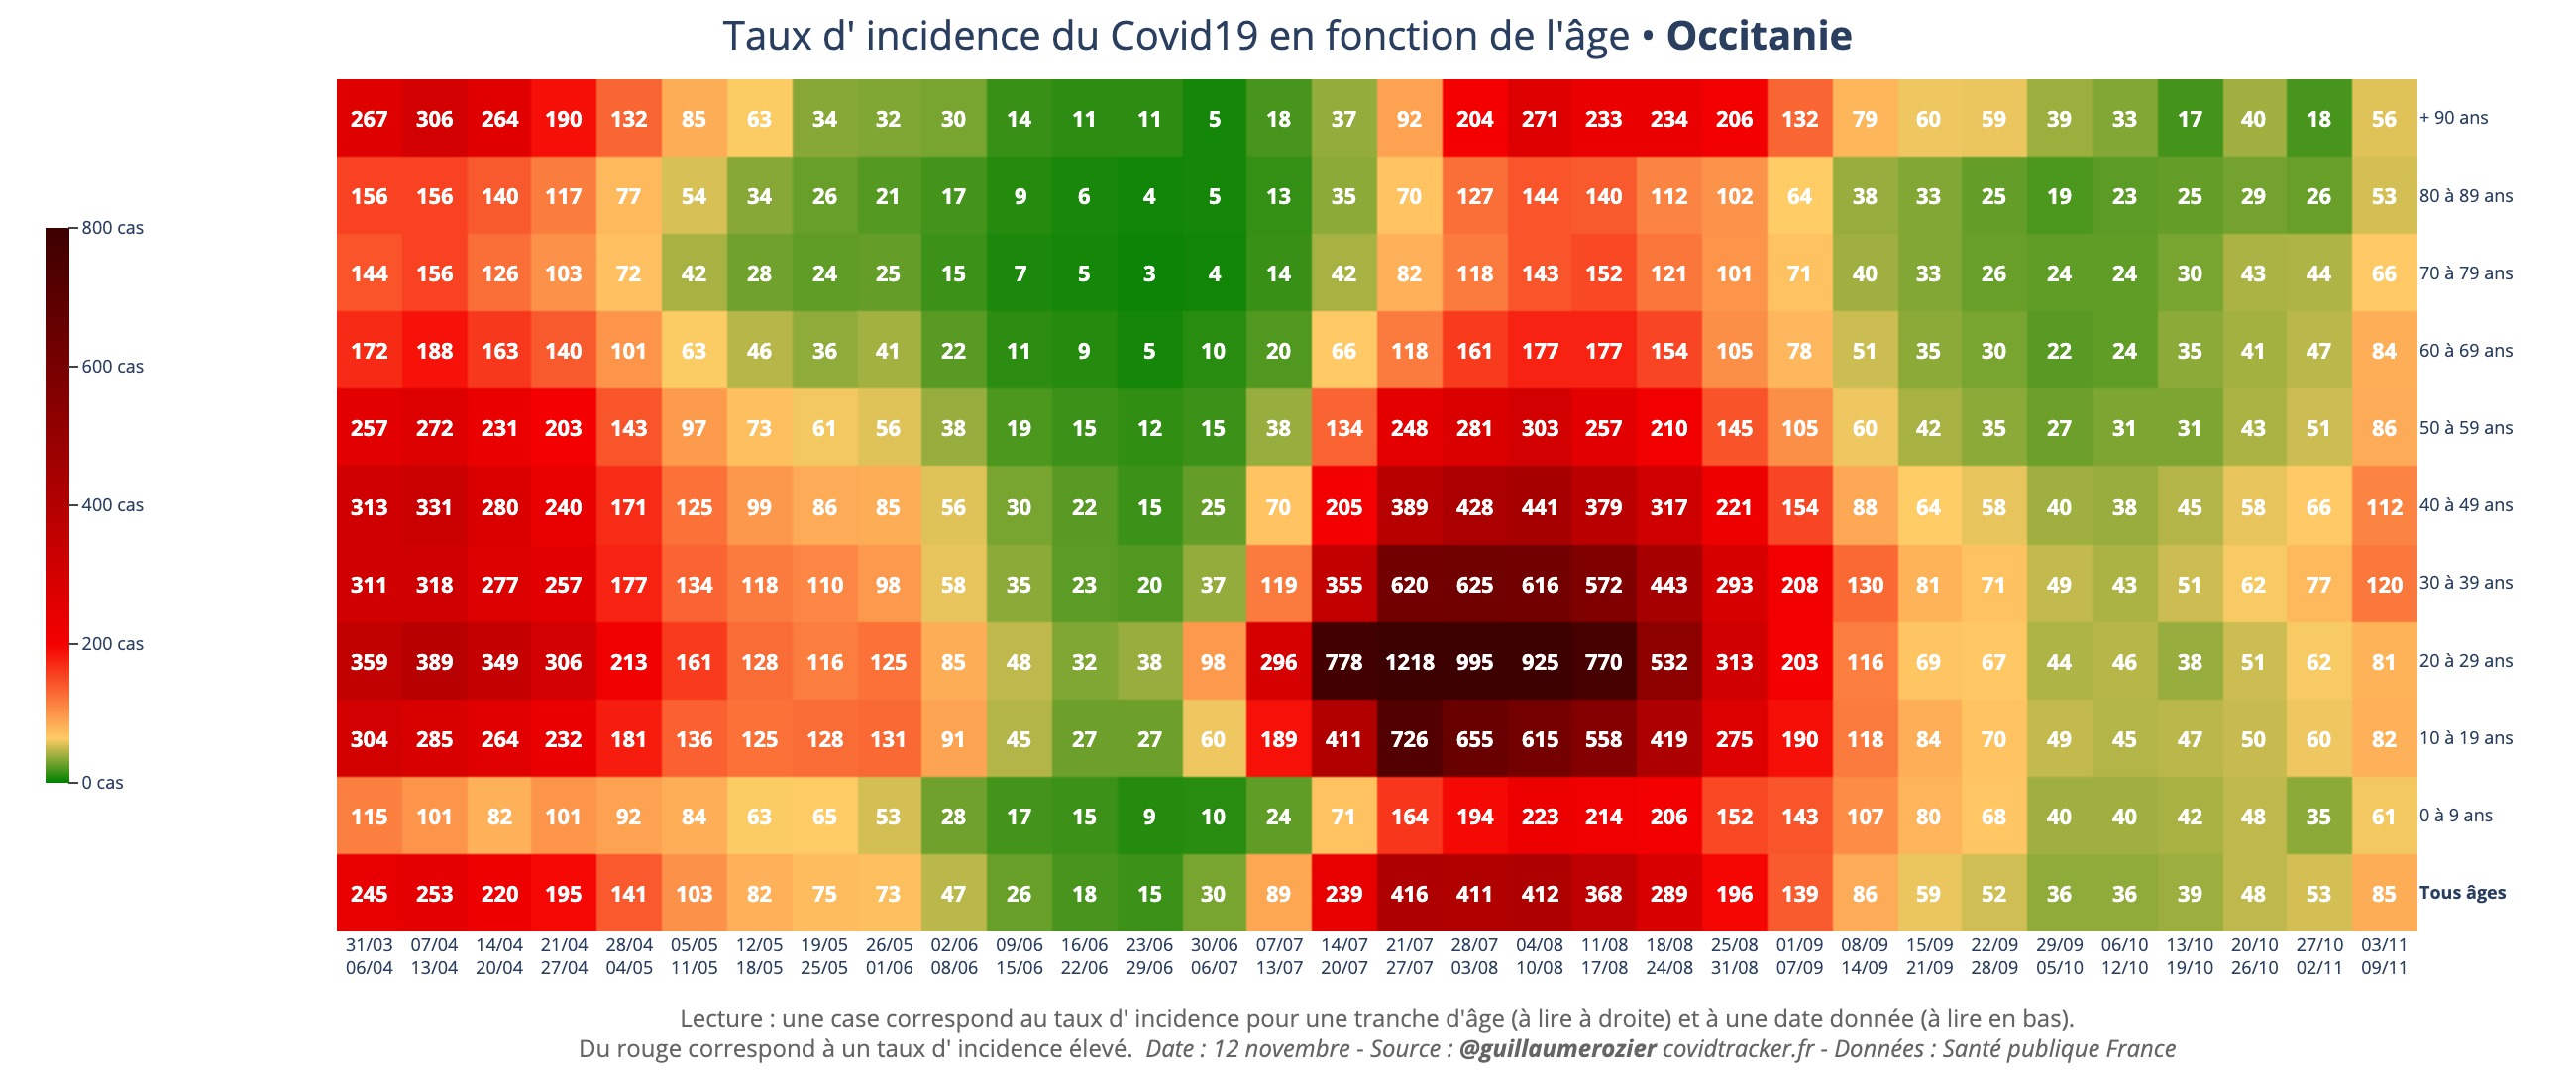 Taux d' incidence du Covid19 en fonction de l'âge • Occitanie
267 306 264 190 132 85 63 34 32 30 14 11 11 5 18 37 92 204 271 233 234 206 132 79 60 59 39 33 17 40 18 56 + 90 ans
156 156 140 117 77 54 34 26 21 17 9 6 4 5 13 35 70 127 144 140 112 102 64 38 33 25 19 23 25 29 26 53 80 à 89 ans
800 cas
144 156 126 103 72 42 28 24 25 15 7 5 3 4 14 42 82 118 143 152 121 101 71 40 33 26 24 24 30 43 44 66 70 à 79 ans
172 188 163 140 101 63 46 36 41 22 11 9 5 10 20 66 118 161 177 177 154 105 78 51 35 30 22 24 35 41 47 84 60 à 69 ans
600 cas
257 272 231 203 143 97 73 61 56 38 19 15 12 15 38 134 248 281 303 257 210 145 105 60 42 35 27 31 31 43 51 86 50 à 59 ans
400 cas
313 331 280 240 171 125 99 86 85 56 30 22 15 25 70 205 389 428 441 379 317 221 154 88 64 58 40 38 45 58 66 112 40 à 49 ans
311 318 277 257 177 134 118 110 98 58 35 23 20 37 119 355 620 625 616 572 443 293 208 130 81 71 49 43 51 62 77 120 30 à 39 ans
200 cas
359 389 349 306 213 161 128 116 125 85 48 32 38 98 296 778 1218 995 925 770 532 313 203 116 69 67 44 46 38 51 62 81 20 à 29 ans
304 285 264 232 181 136 125 128 131 91 45 27 27 60 189 411 726 655 615 558 419 275 190 118 84 70 49 45 47 50 60 82 10 à 19 ans
0 cas
115 101 82 101 92 84 63 65 53 28 17 15 9 10 24 71 164 194 223 214 206 152 143 107 80 68 40 40 42 48 35 61 0 à 9 ans
245 253 220 195 141 103 82 75 73 47 26 18 15 30 89 239 416 411 412 368 289 196 139 86 59 52 36 36 39 48 53 85 Tous âges
31/03 07/04 14/04 21/04 28/04 05/05 12/05 19/05 26/05 02/06 09/06 16/06 23/06 30/06 07/07 14/07 21/07 28/07 04/08 11/08 18/08 25/08 01/09 08/09 15/09 22/09 29/09 06/10 13/10 20/10 27/10 03/11
06/04 13/04 20/04 27/04 04/05 11/05 18/05 25/05 01/06 08/06 15/06 22/06 29/06 06/07 13/07 20/07 27/07 03/08 10/08 17/08 24/08 31/08 07/09 14/09 21/09 28/09 05/10 12/10 19/10 26/10 02/11 09/11
Lecture : une case correspond au taux d' incidence pour une tranche d'âge (à lire à droite) et à une date donnée (à lire en bas).
Du rouge correspond à un taux d' incidence élevé. Date : 12 novembre - Source : @guillaumerozier covidtracker.fr - Données : Santé publique France